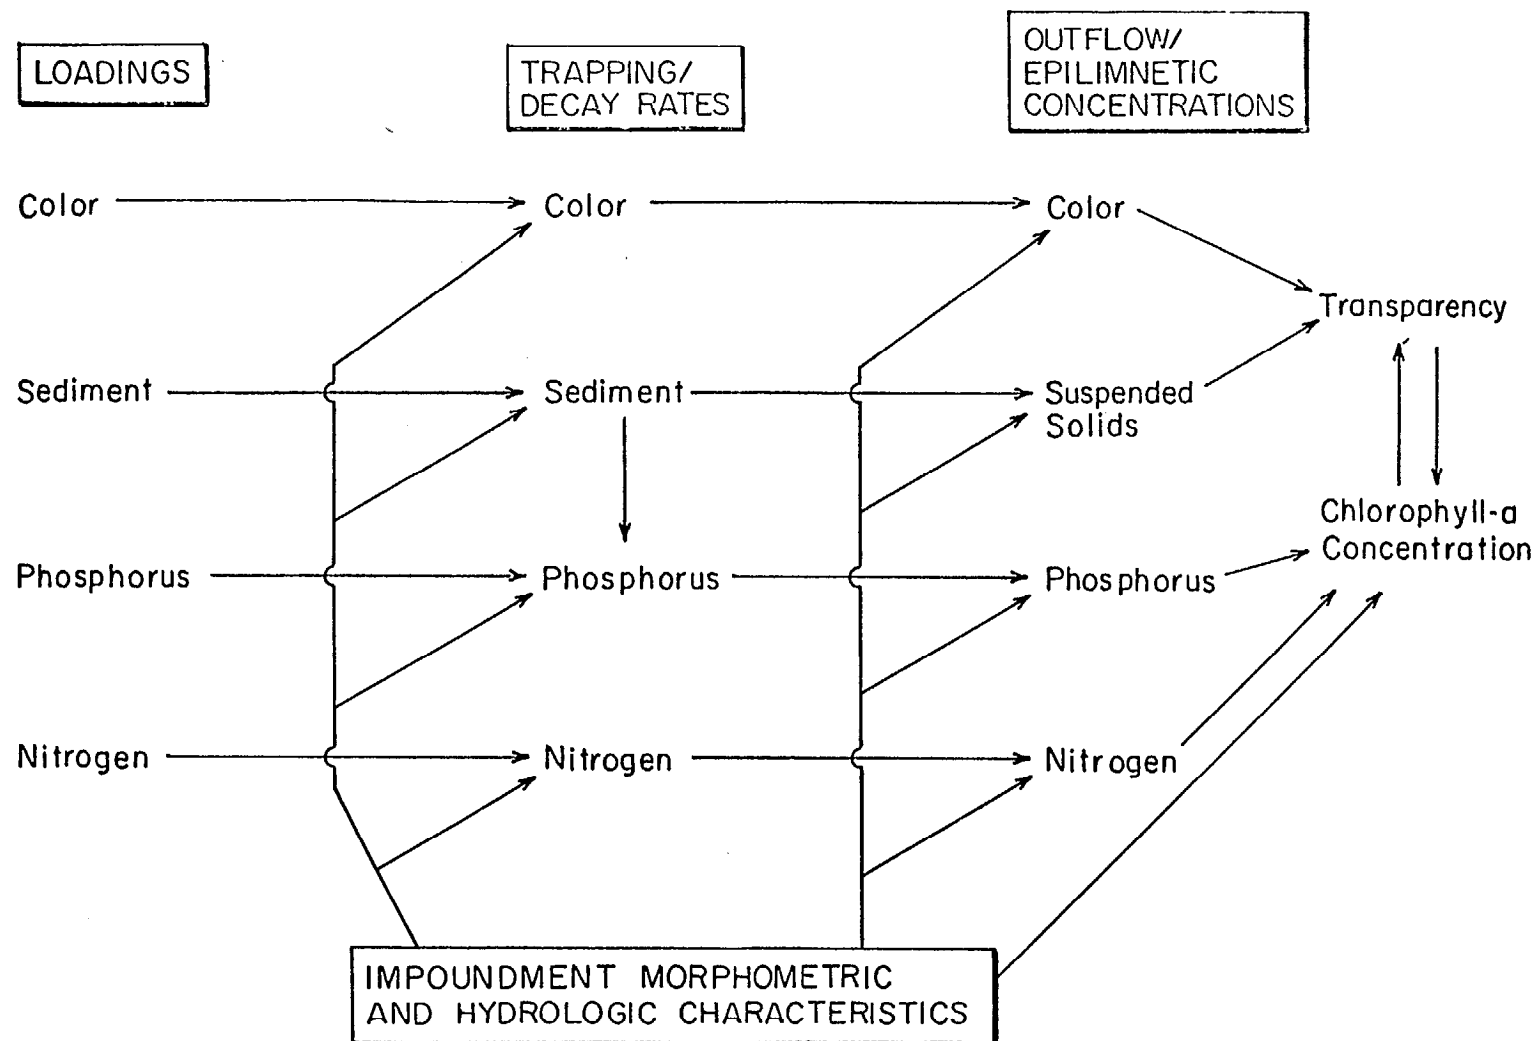 LOADINGS
TRAPPING/
DECAY RATES
OUTFLOW/
EPILIMNETIC
CONCENTRATIONS
Color
Color
Color
Transparency
Sediment
Sediment
Suspended
Solids
Chlorophyll-a
Concentration
Phosphorus
Phosphorus
Phosphorus
Nitrogen
Nitrogen
Nitrogen
IMPOUNDMENT MORPHOMETRIC
AND HYDROLOGIC CHARACTERISTICS